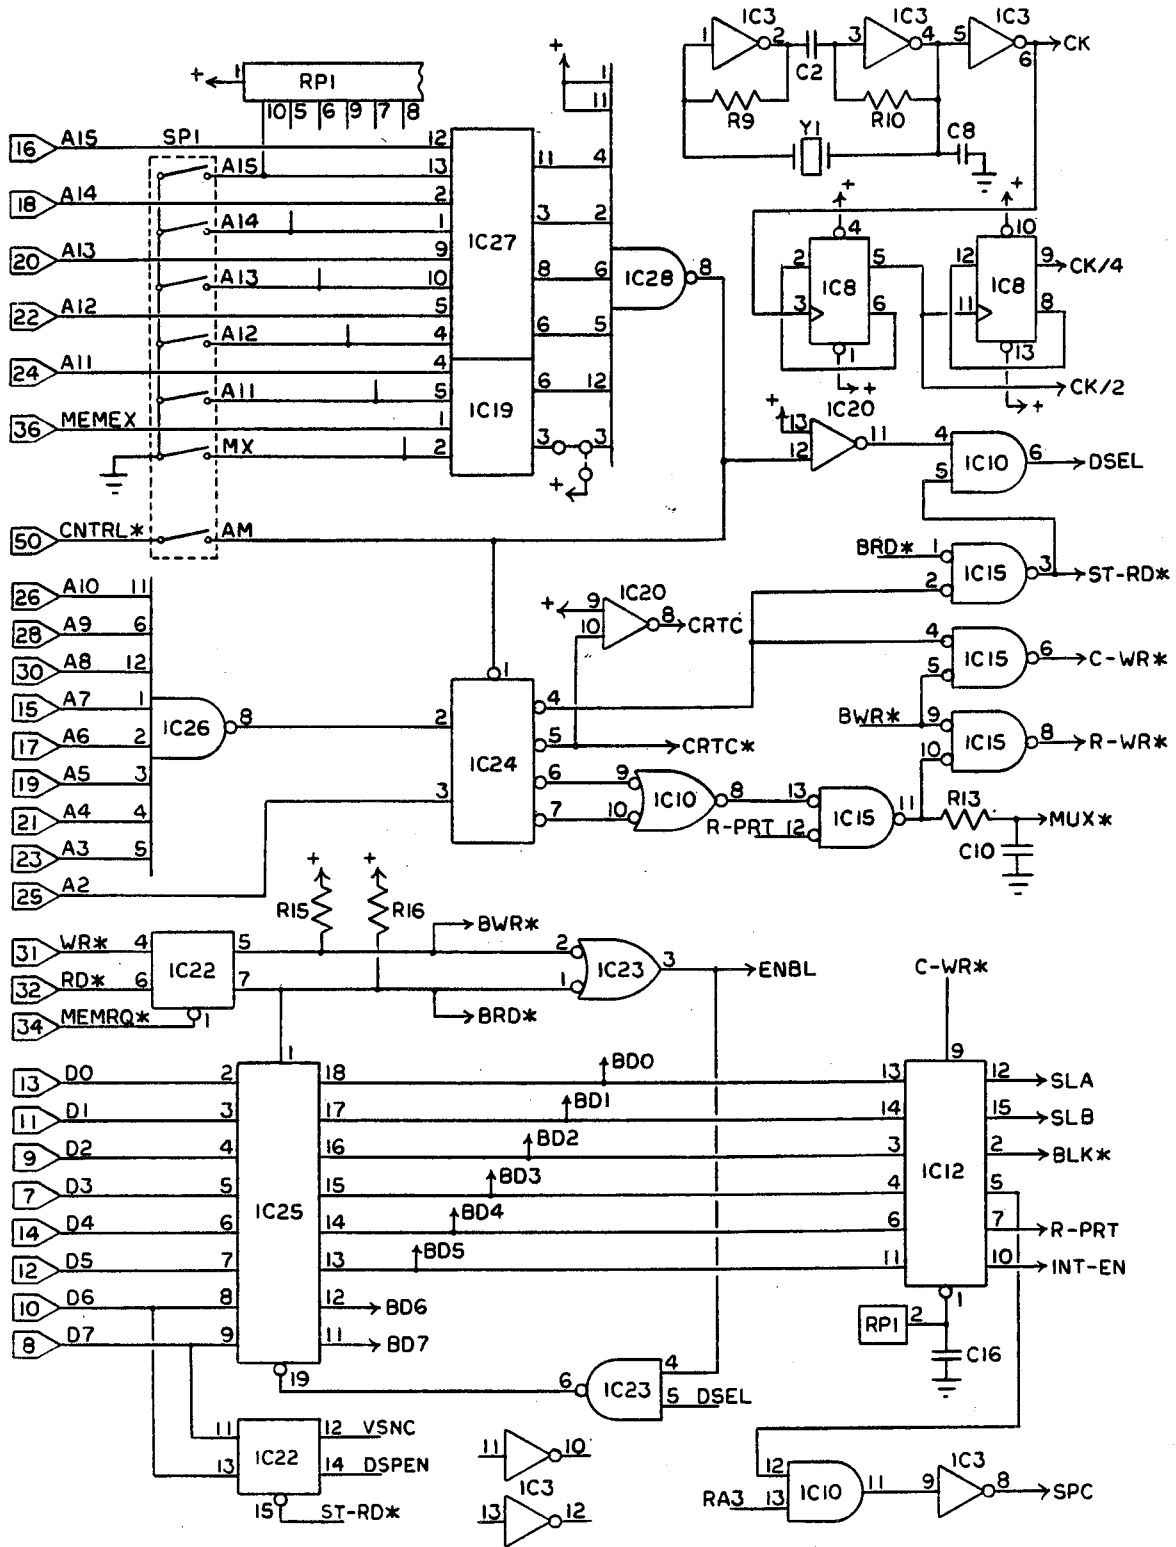 IC3 IC3 IC3
1 2 3 4 5 6 CK
C2
R9 R10
Y1 C8
+ 1 RP1
10 5 6 9 7 8
+ 1
11
16 A15 SP1 12
A15 13 11 4
18 A14 2
A14 1 3 2
20 A13 9 IC27
A13 10 8 6 IC28 8
22 A12 5
A12 4 6 5
24 A11 4
A11 5 6 12
36 MEMEX 1 IC19
MX 2 3 3
+
50 CNTRL* AM
+ +
4 10
2 5 12 9 CK/4
IC8 IC8
3 6 11 8
1 13
+ +
CK/2
IC20
+ 13 11 4
12 IC10 6 DSEL
5
BRD* 1
IC15 3 ST-RD*
2
26 A10 11
28 A9 6
30 A8 12
15 A7 1
17 A6 2 IC26 8
19 A5 3
21 A4 4
23 A3 5
25 A2
IC20
+ 9 8 CRTC
10
1
2 4
5 CRTC*
IC24
3 6 9
7 10 IC10 8 13
R-PRT 12 IC15 11 R13 MUX*
C10
4
IC15 6 C-WR*
5
BWR* 9
IC15 8 R-WR*
10
+ +
R15 R16
31 WR* 4 5 BWR* 2
IC22 IC23 3 ENBL
32 RD* 6 7 1
34 MEMRQ* 1 BRD*
C-WR*
1 9
13 D0 2 18 BD0 13 12 SLA
11 D1 3 17 BD1 14 15 SLB
9 D2 4 16 BD2 3 2 BLK*
IC12
7 D3 5 15 BD3 4 5
IC25
14 D4 6 14 BD4 6 7 R-PRT
12 D5 7 13 BD5 11 10 INT-EN
10 D6 8 12 BD6 1
8 D7 9 11 BD7 RP1 2
C16
19 6 IC23 4
5 DSEL
11 12 VSNC
IC22
13 14 DSPEN
15 ST-RD*
11 10
IC3
13 12
12 IC3
IC10 11 9 8 SPC
RA3 13